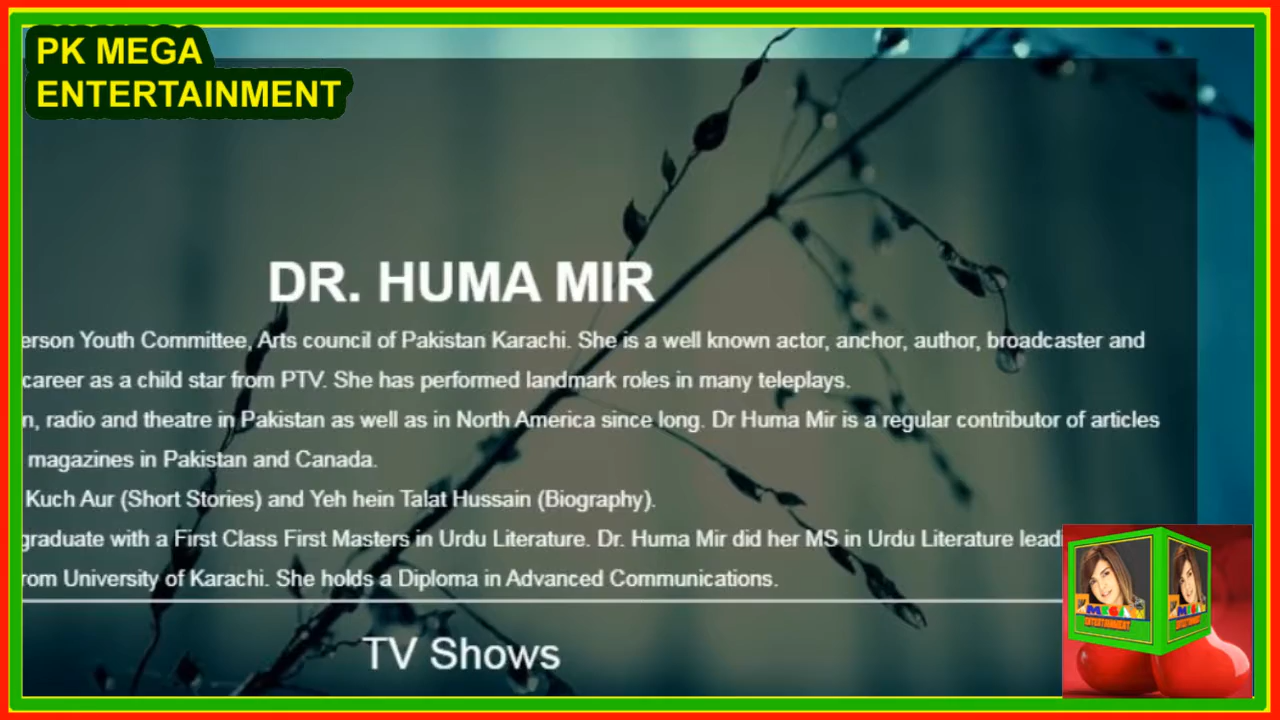 PK MEGA
ENTERTAINMENT
DR. HUMA MIR
erson Youth Committee, Arts council of Pakistan Karachi. She is a well known actor, anchor, author, broadcaster and
career as a child star from PTV. She has performed landmark roles in many teleplays.
n, radio and theatre in Pakistan as well as in North America since long. Dr Huma Mir is a regular contributor of articles
magazines in Pakistan and Canada.
Kuch Aur (Short Stories) and Yeh hein Talat Hussain (Biography).
graduate with a First Class First Masters in Urdu Literature. Dr. Huma Mir did her MS in Urdu Literature leadi
rom University of Karachi. She holds a Diploma in Advanced Communications.
TV Shows
MEGA
ENTERTAINMENT